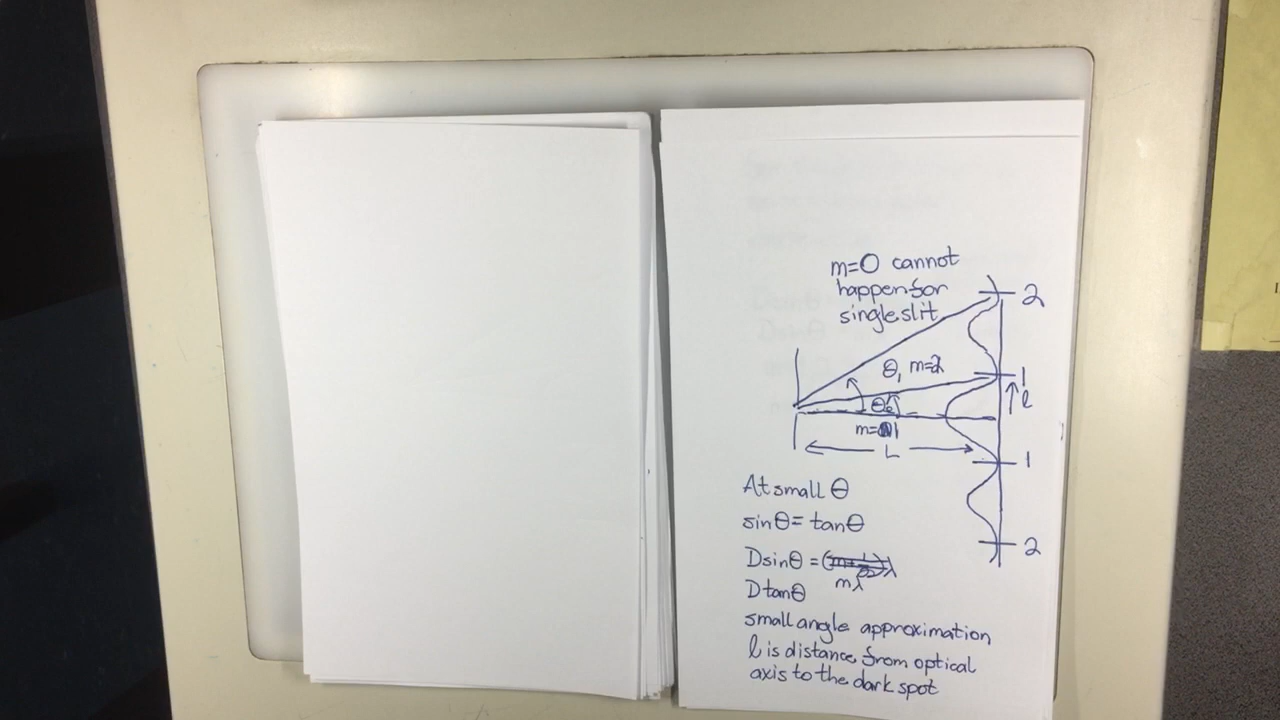 m=0 cannot
happen for
single slit
2
θ, m=2
1
l
θ
m=1
L
1
At small θ
sinθ = tanθ
2
Dsinθ = mλ
Dtanθ
small angle approximation
l is distance from optical
axis to the dark spot